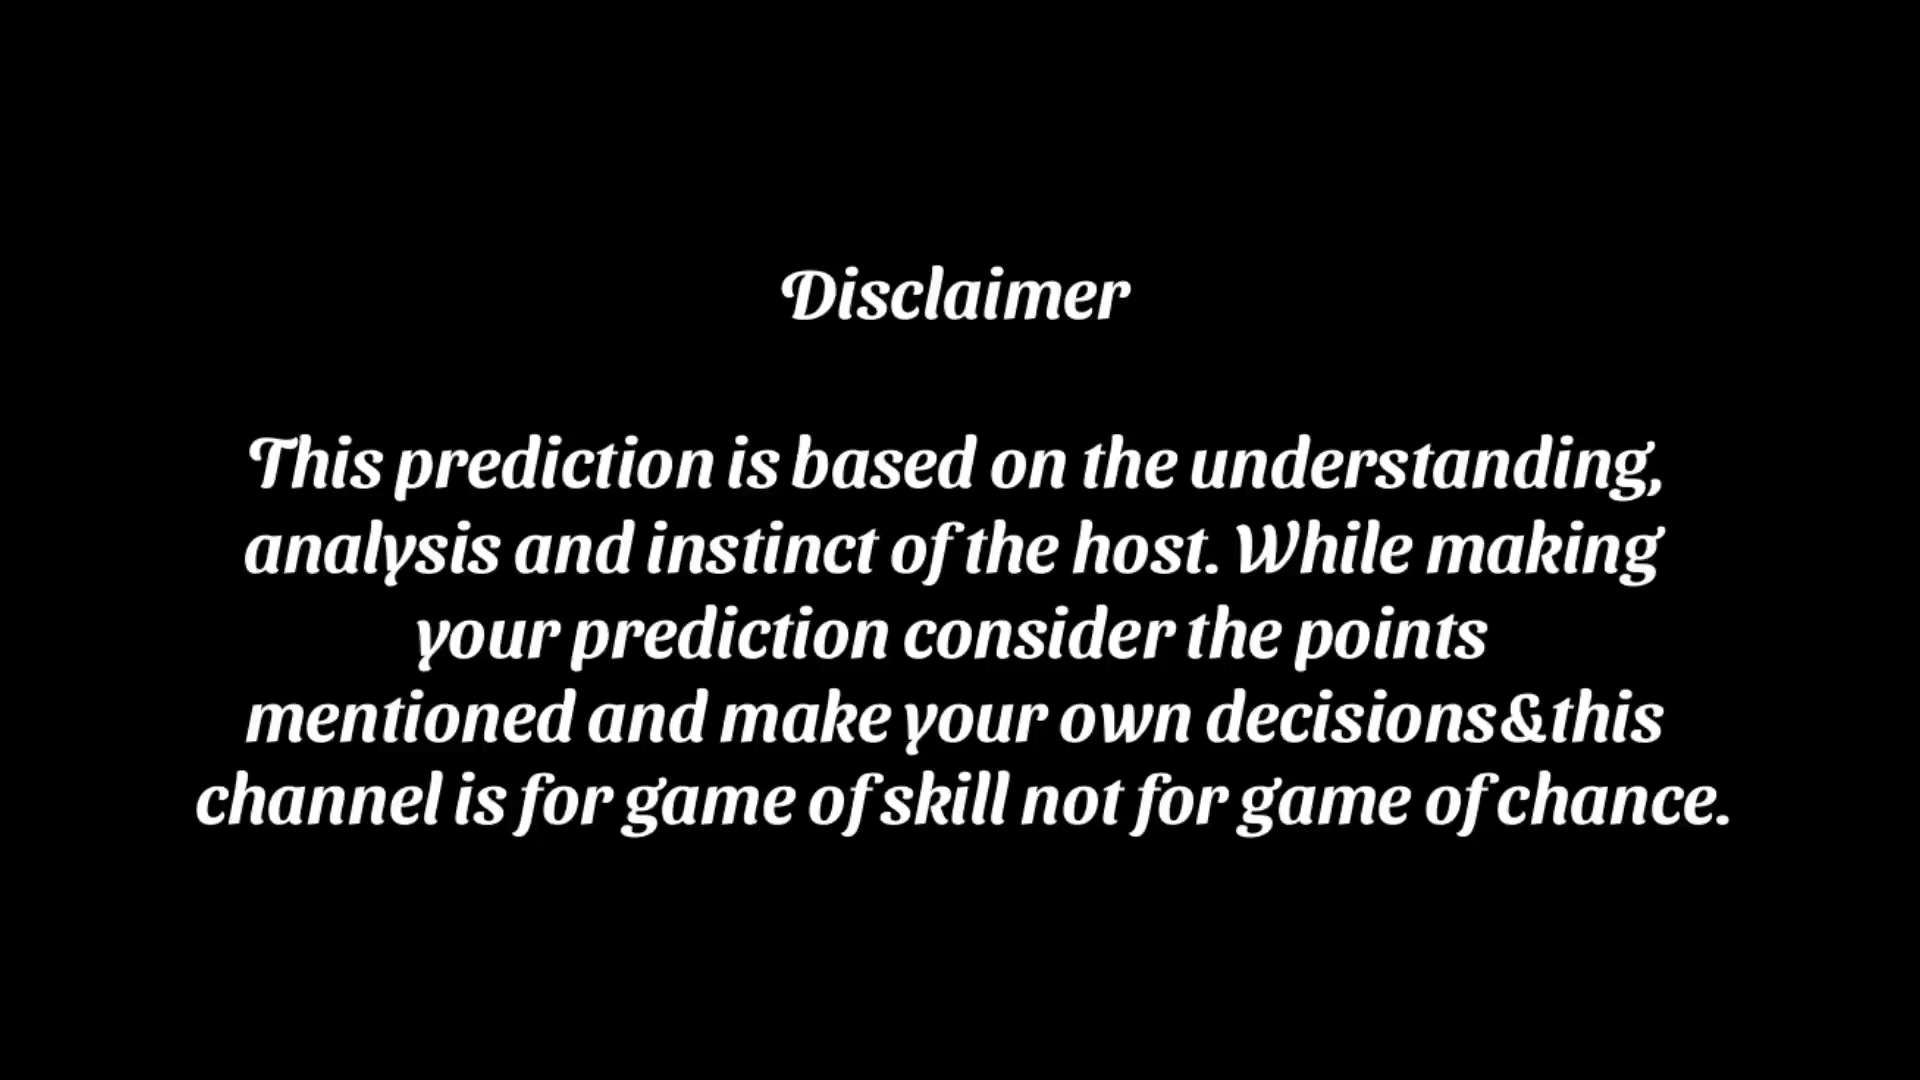 Disclaimer
This prediction is based on the understanding,
analysis and instinct of the host. While making
your prediction consider the points
mentioned and make your own decisions&this
channel is for game of skill not for game of chance.